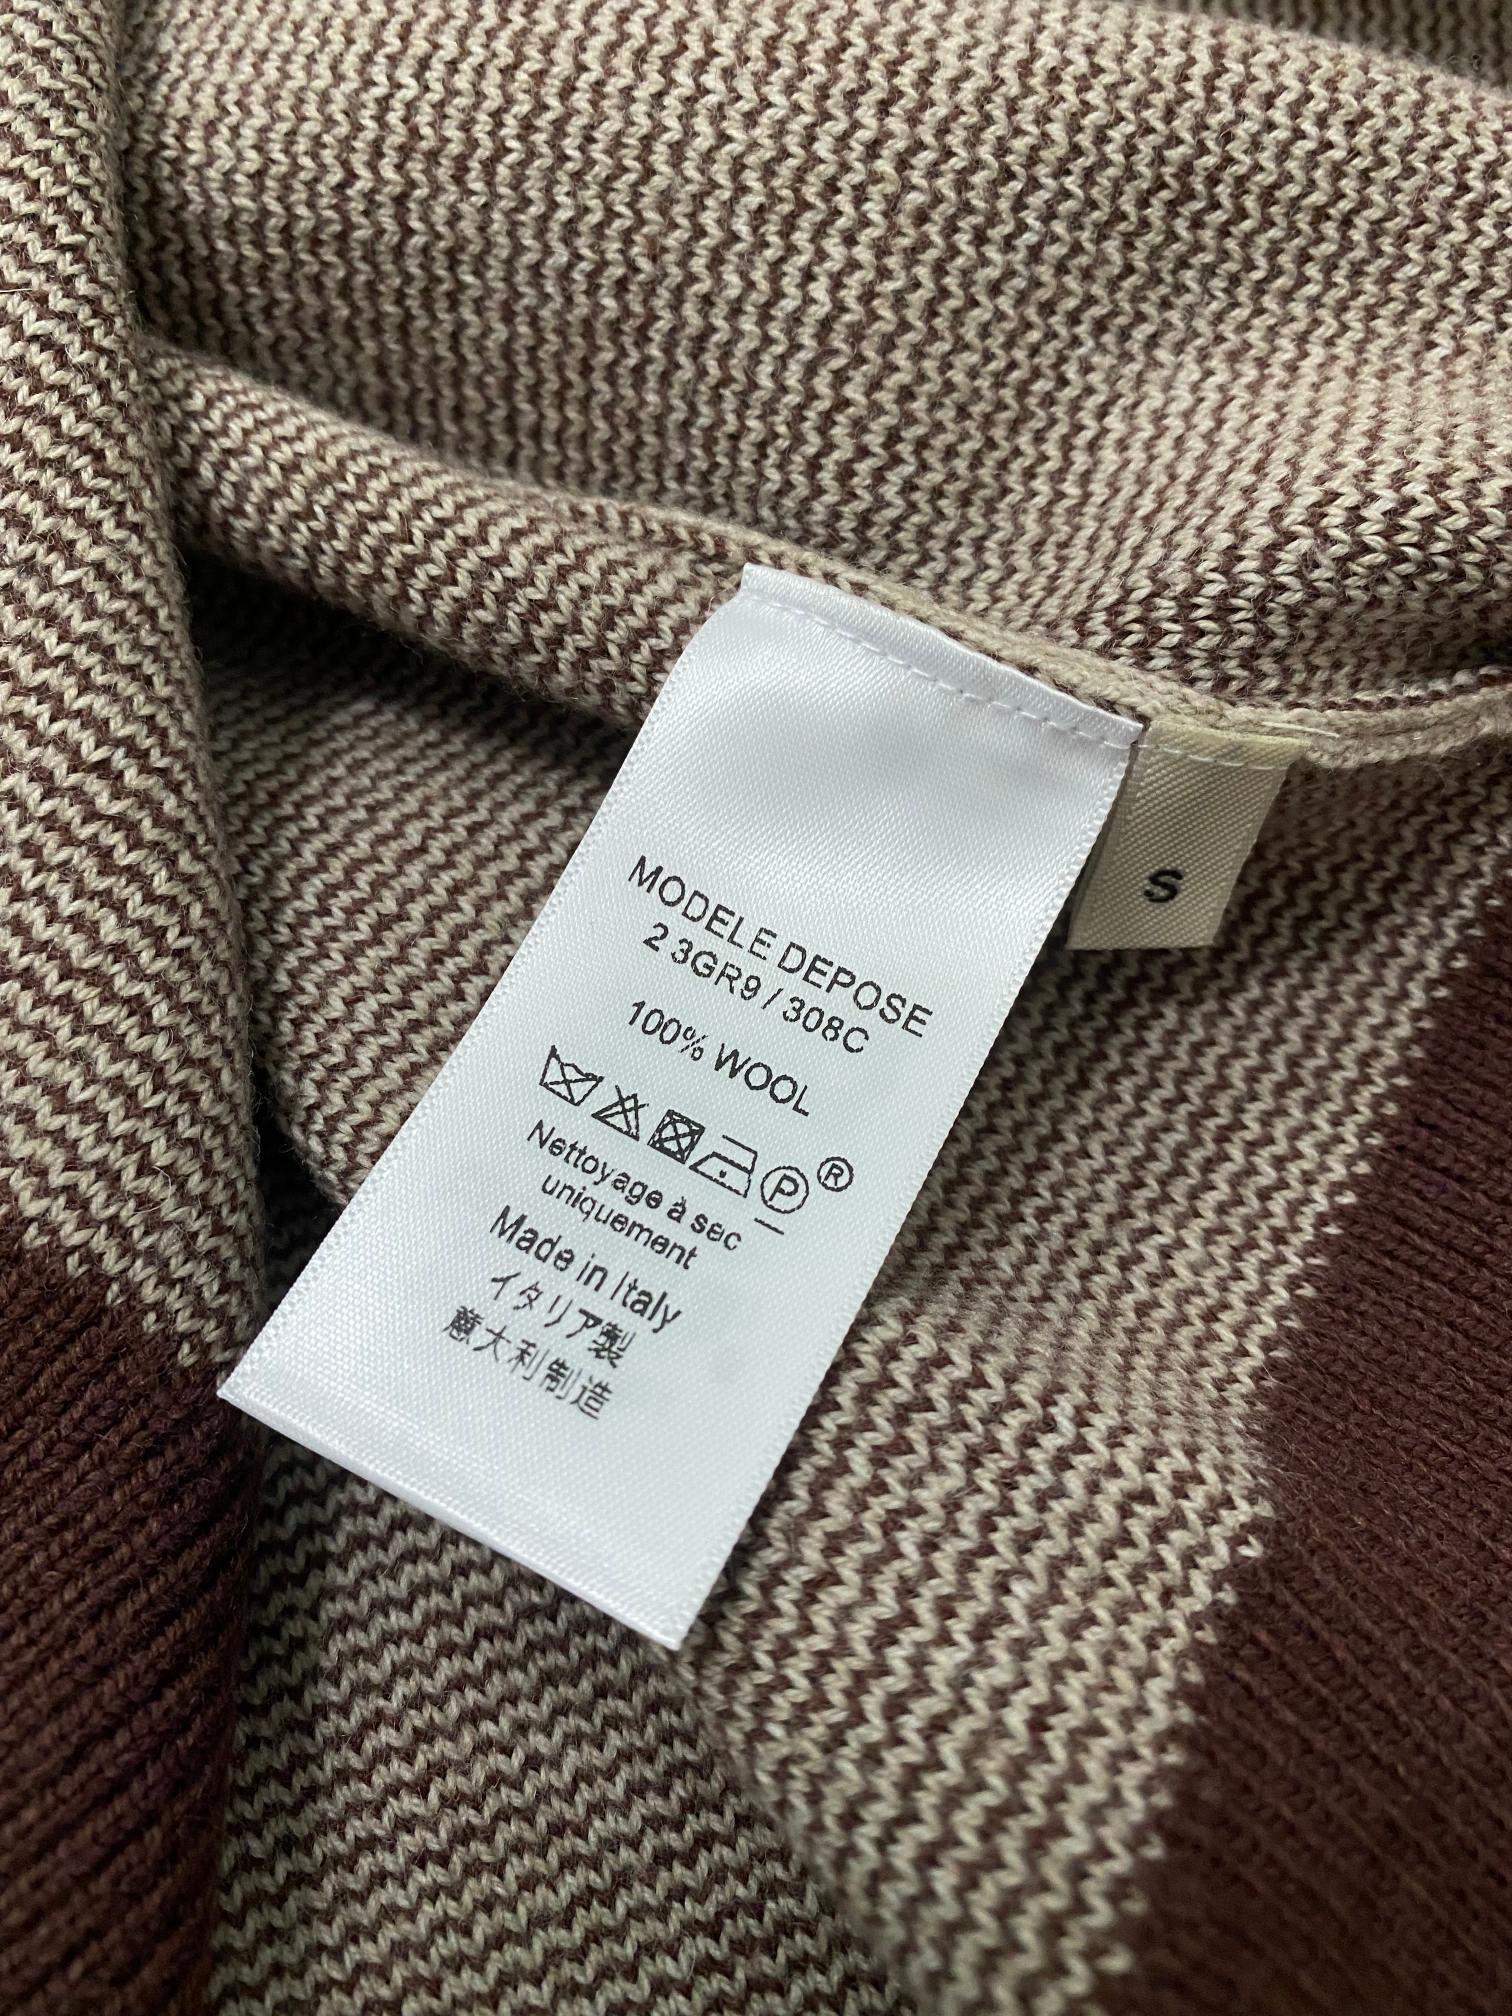 MODELE DEPOSE
2 3GR9 / 308C
100% WOOL
P ®
Nettoyage à sec
uniquement
Made in Italy
イタリア製
意大利制造
S